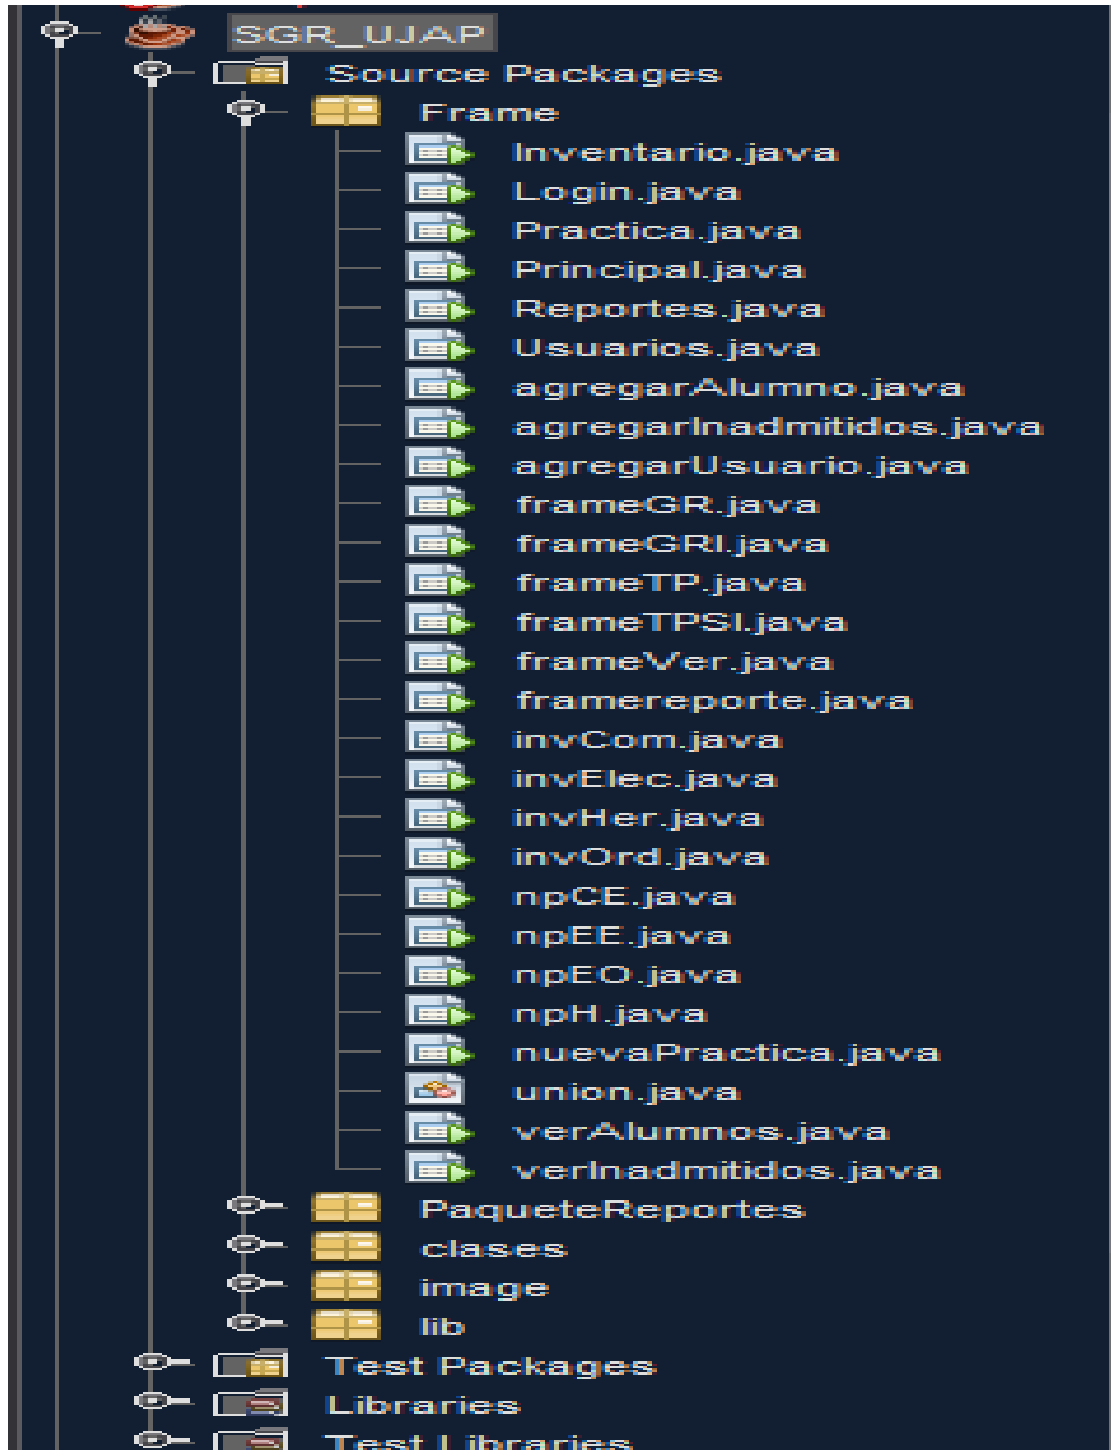 SGR_UJAP
Source Packages
Frame
Inventario.java
Login.java
Practica.java
Principal.java
Reportes.java
Usuarios.java
agregarAlumno.java
agregarInadmitidos.java
agregarUsuario.java
frameGR.java
frameGRI.java
frameTP.java
frameTPSI.java
frameVer.java
framereporte.java
invCom.java
invElec.java
invHer.java
invOrd.java
npCE.java
npEE.java
npEO.java
npH.java
nuevaPractica.java
union.java
verAlumnos.java
verInadmitidos.java
PaqueteReportes
clases
image
lib
Test Packages
Libraries
Test Libraries